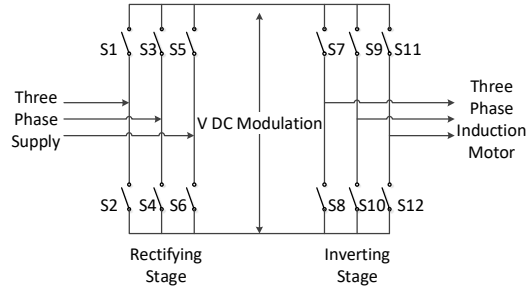 S1 S3 S5 S7 S9 S11
Three
Phase
Supply
V DC Modulation
Three
Phase
Induction
Motor
S2 S4 S6 S8 S10 S12
Rectifying
Stage
Inverting
Stage